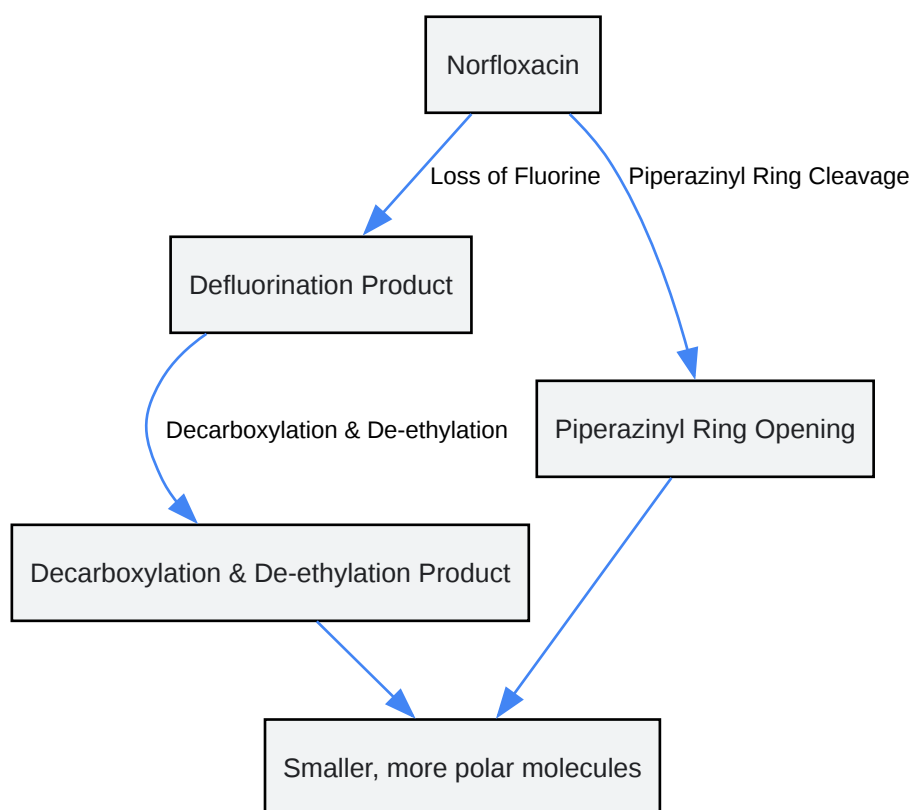 Norfloxacin
Loss of Fluorine
Piperazinyl Ring Cleavage
Defluorination Product
Decarboxylation & De-ethylation
Piperazinyl Ring Opening
Decarboxylation & De-ethylation Product
Smaller, more polar molecules